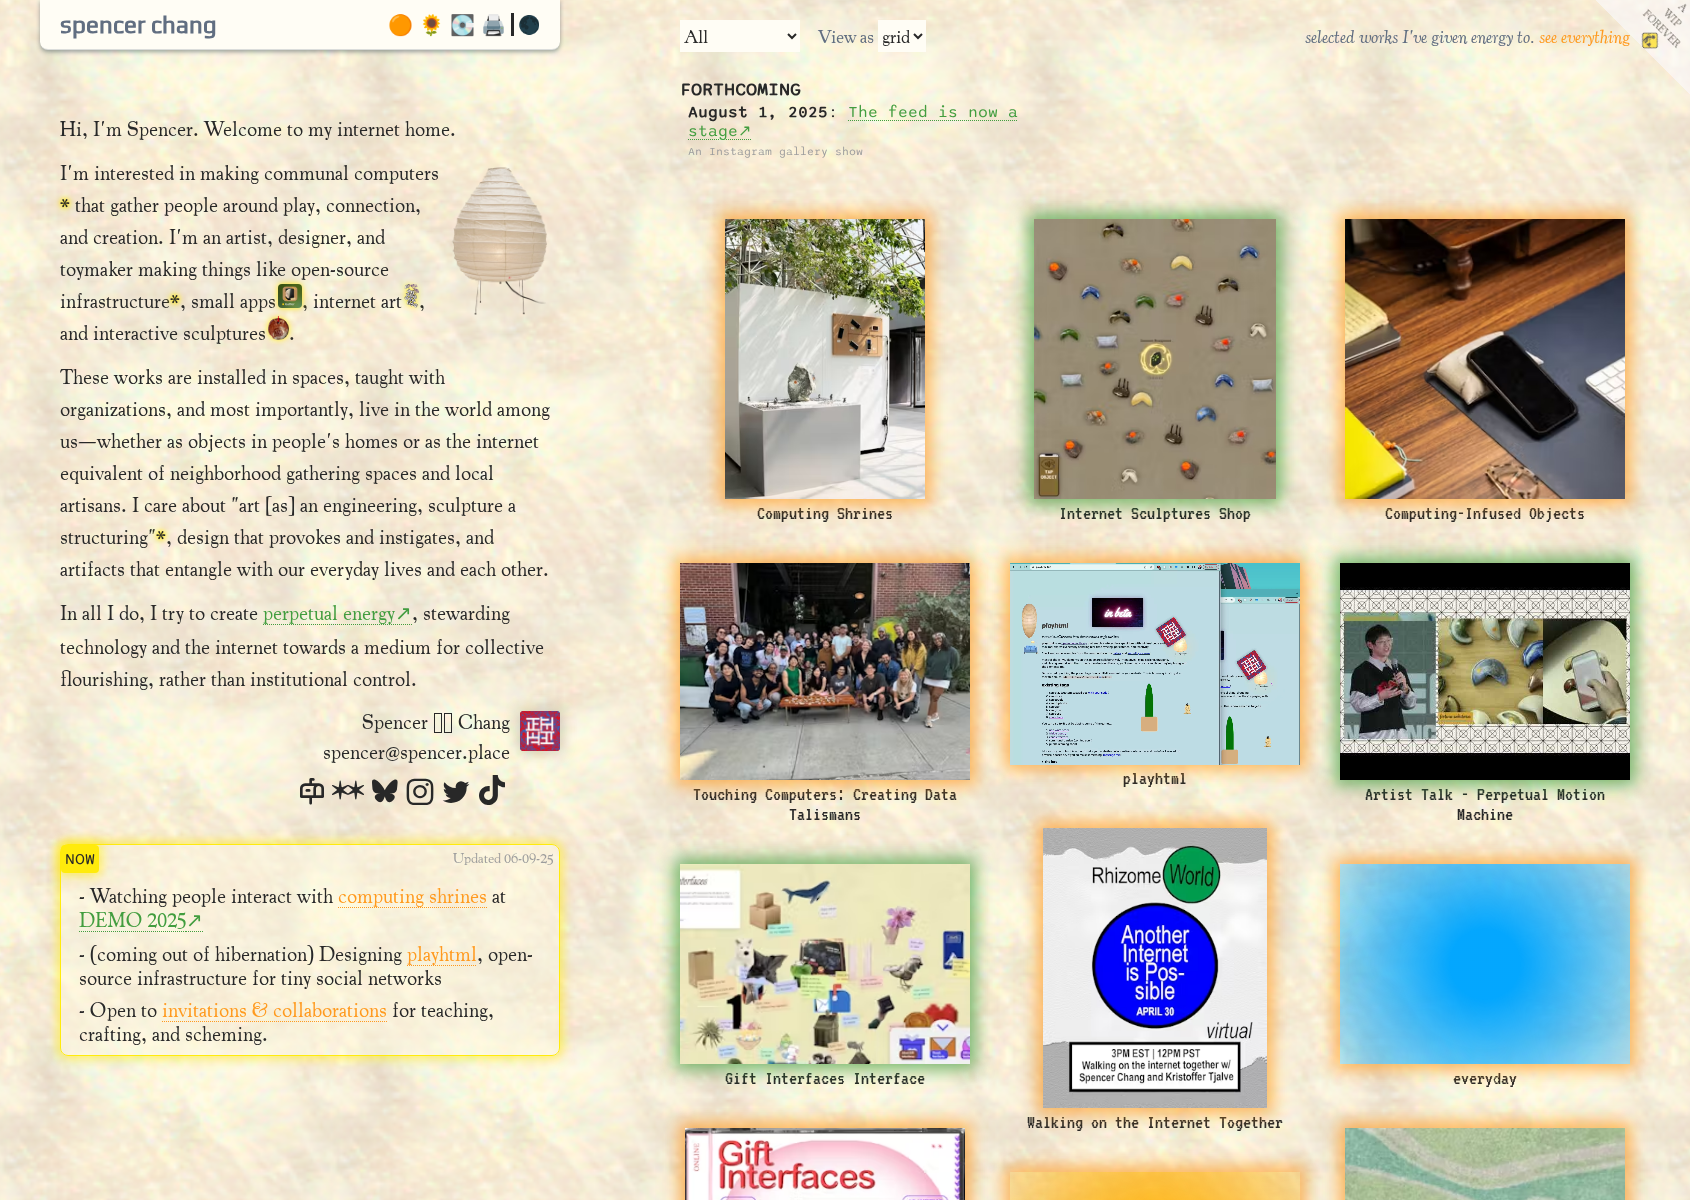 spencer chang
Hi, I'm Spencer. Welcome to my internet home.
I'm interested in making communal computers
* that gather people around play, connection,
and creation. I'm an artist, designer, and
toymaker making things like open-source
infrastructure*, small apps, internet art,
and interactive sculptures.
These works are installed in spaces, taught with
organizations, and most importantly, live in the world among
us—whether as objects in people's homes or as the internet
equivalent of neighborhood gathering spaces and local
artisans. I care about "art [as] an engineering, sculpture a
structuring"*, design that provokes and instigates, and
artifacts that entangle with our everyday lives and each other.
In all I do, I try to create perpetual energy↗, stewarding
technology and the internet towards a medium for collective
flourishing, rather than institutional control.
Spencer Chang
spencer@spencer.place
NOW
Updated 06-09-25
- Watching people interact with computing shrines at
DEMO 2025↗
- (coming out of hibernation) Designing playhtml, open-
source infrastructure for tiny social networks
- Open to invitations & collaborations for teaching,
crafting, and scheming.
All
View as grid
selected works I've given energy to. see everything
A
WIP
FOREVER
FORTHCOMING
August 1, 2025: The feed is now a
stage↗
An Instagram gallery show
Computing Shrines
TAP
OBJECT
Internet Sculptures Shop
Computing-Infused Objects
Touching Computers: Creating Data
Talismans
in beta
playhtml
playhtml
Artist Talk - Perpetual Motion
Machine
Gift Interfaces Interface
Rhizome World
Another
Internet
is Pos-
sible
APRIL 30
virtual
3PM EST | 12PM PST
Walking on the internet together w/
Spencer Chang and Kristoffer Tjalve
Walking on the Internet Together
everyday
ONLINE
Gift
Interfaces